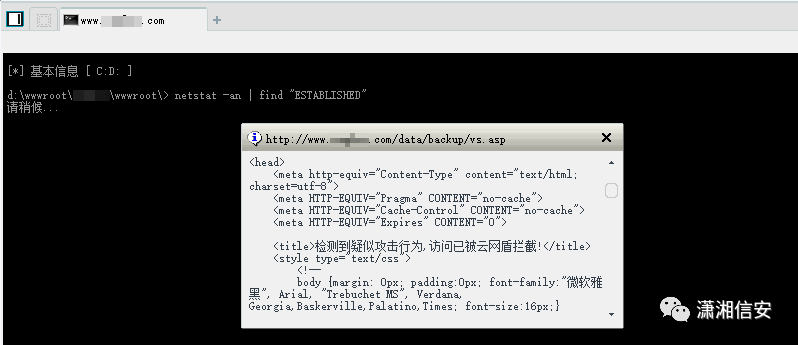 www. .com
[*] 基本信息 [ C:D: ]
d:\wwwroot\ \wwwroot\> netstat -an | find "ESTABLISHED"
请稍候...
http://www. .com/data/backup/vs.asp
<head>
<meta http-equiv="Content-Type" content="text/html;
charset=utf-8">
<meta HTTP-EQUIV="Pragma" CONTENT="no-cache">
<meta HTTP-EQUIV="Cache-Control" CONTENT="no-cache">
<meta HTTP-EQUIV="Expires" CONTENT="0">
<title>检测到疑似攻击行为,访问已被云网盾拦截!</title>
<style type="text/css">
<!--
body {margin: 0px; padding:0px; font-family:"微软雅
黑", Arial, "Trebuchet MS", Verdana,
Georgia,Baskerville,Palatino,Times; font-size:16px;}
潇湘信安